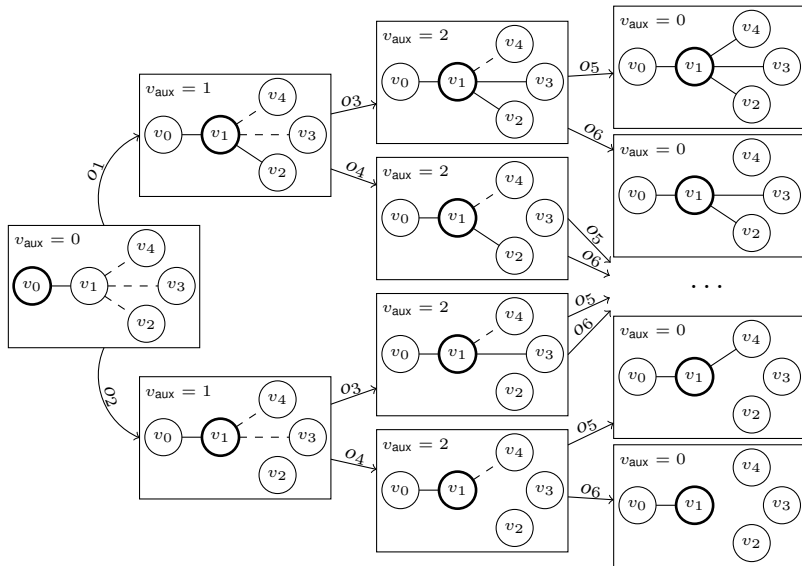 v_aux = 0
v0 v1 v2 v3 v4
o1
o2
v_aux = 1
v0 v1 v2 v3 v4
o3
o4
v_aux = 1
v0 v1 v2 v3 v4
o3
o4
v_aux = 2
v0 v1 v2 v3 v4
o5
o6
v_aux = 2
v0 v1 v2 v3 v4
o5
o6
v_aux = 2
v0 v1 v2 v3 v4
o5
o6
v_aux = 2
v0 v1 v2 v3 v4
o5
o6
v_aux = 0
v0 v1 v2 v3 v4
v_aux = 0
v0 v1 v2 v3 v4
...
v_aux = 0
v0 v1 v2 v3 v4
v_aux = 0
v0 v1 v2 v3 v4